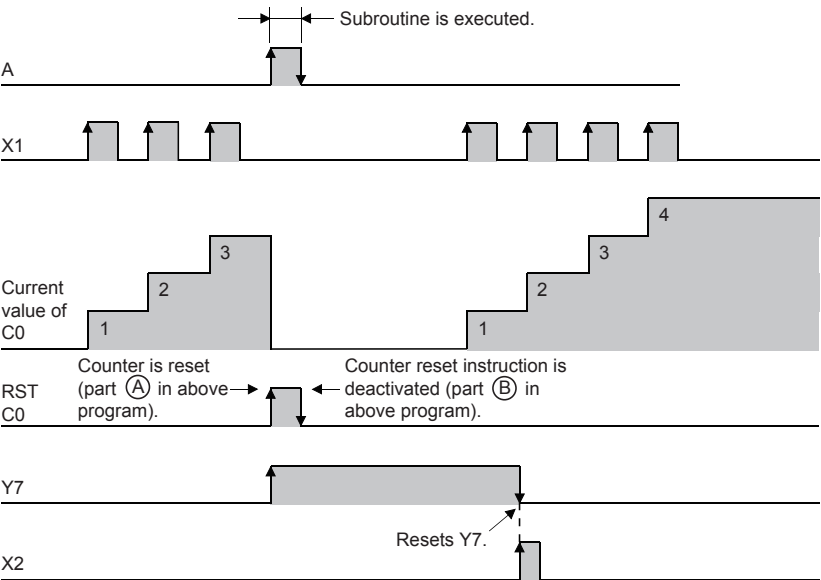 Subroutine is executed.
A
X1
4
3
3
2
2
1
1
Current
value of
C0
Counter is reset
(part Ⓐ in above
program).
Counter reset instruction is
deactivated (part Ⓑ in
above program).
RST
C0
Y7
Resets Y7.
X2